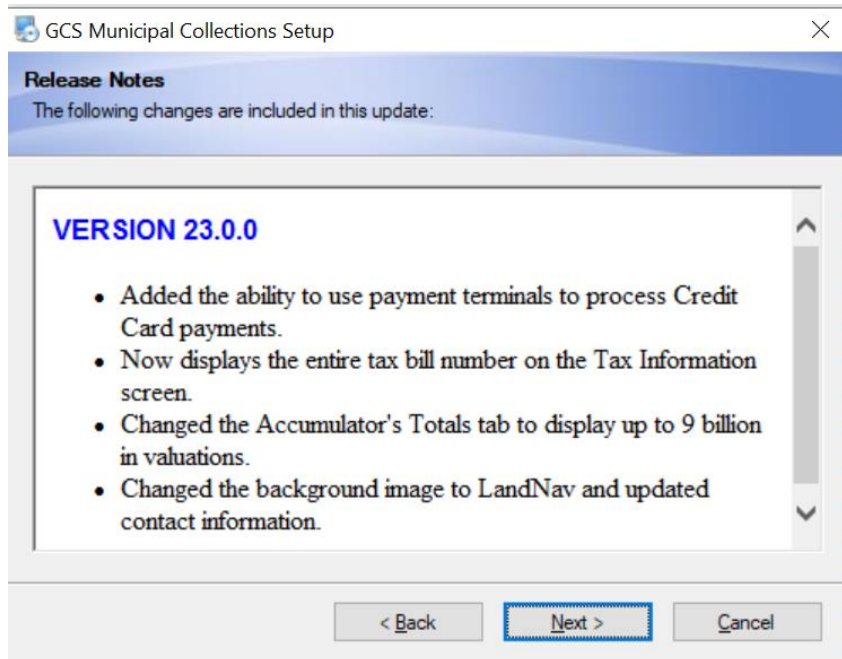 GCS Municipal Collections Setup
Release Notes
The following changes are included in this update:
VERSION 23.0.0
• Added the ability to use payment terminals to process Credit
Card payments.
• Now displays the entire tax bill number on the Tax Information
screen.
• Changed the Accumulator's Totals tab to display up to 9 billion
in valuations.
• Changed the background image to LandNav and updated
contact information.
< Back Next > Cancel